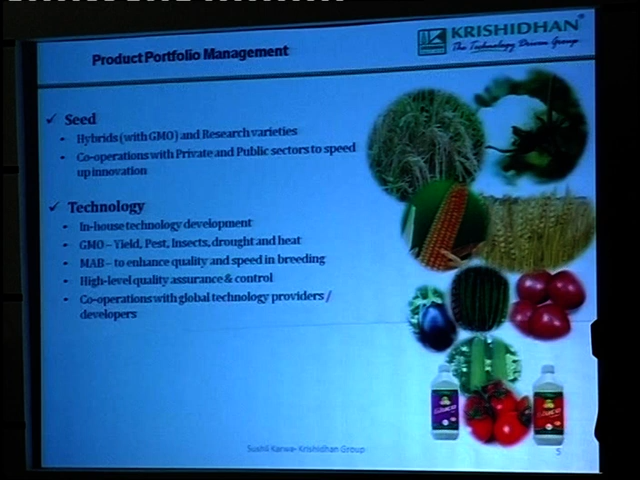 KRISHIDHAN®
The Technology Driven Group
Product Portfolio Management
✓ Seed
• Hybrids (with GMO) and Research varieties
• Co-operations with Private and Public sectors to speed
up innovation
✓ Technology
• In-house technology development
• GMO – Yield, Pest, Insects, drought and heat
• MAB – to enhance quality and speed in breeding
• High-level quality assurance & control
• Co-operations with global technology providers /
developers
Sushil Karwa- Krishidhan Group
5